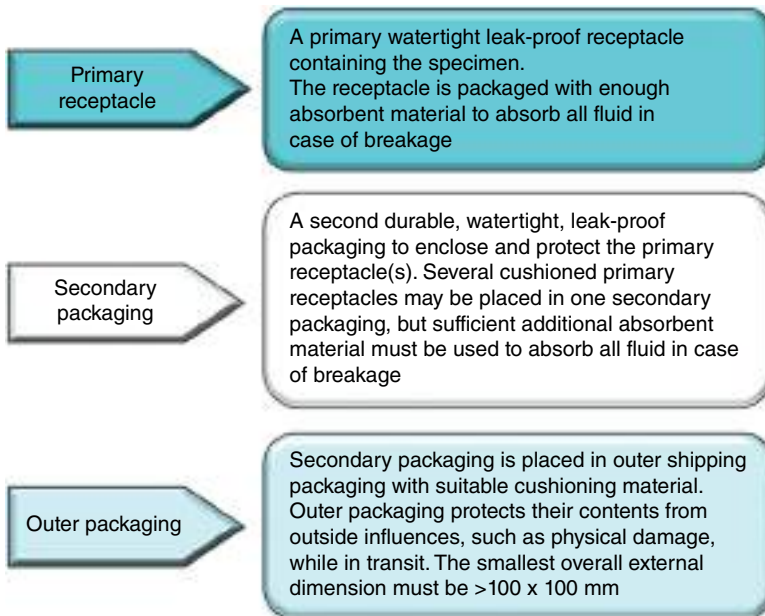 Primary
receptacle
A primary watertight leak-proof receptacle
containing the specimen.
The receptacle is packaged with enough
absorbent material to absorb all fluid in
case of breakage
Secondary
packaging
A second durable, watertight, leak-proof
packaging to enclose and protect the primary
receptacle(s). Several cushioned primary
receptacles may be placed in one secondary
packaging, but sufficient additional absorbent
material must be used to absorb all fluid in case
of breakage
Outer packaging
Secondary packaging is placed in outer shipping
packaging with suitable cushioning material.
Outer packaging protects their contents from
outside influences, such as physical damage,
while in transit. The smallest overall external
dimension must be >100 x 100 mm